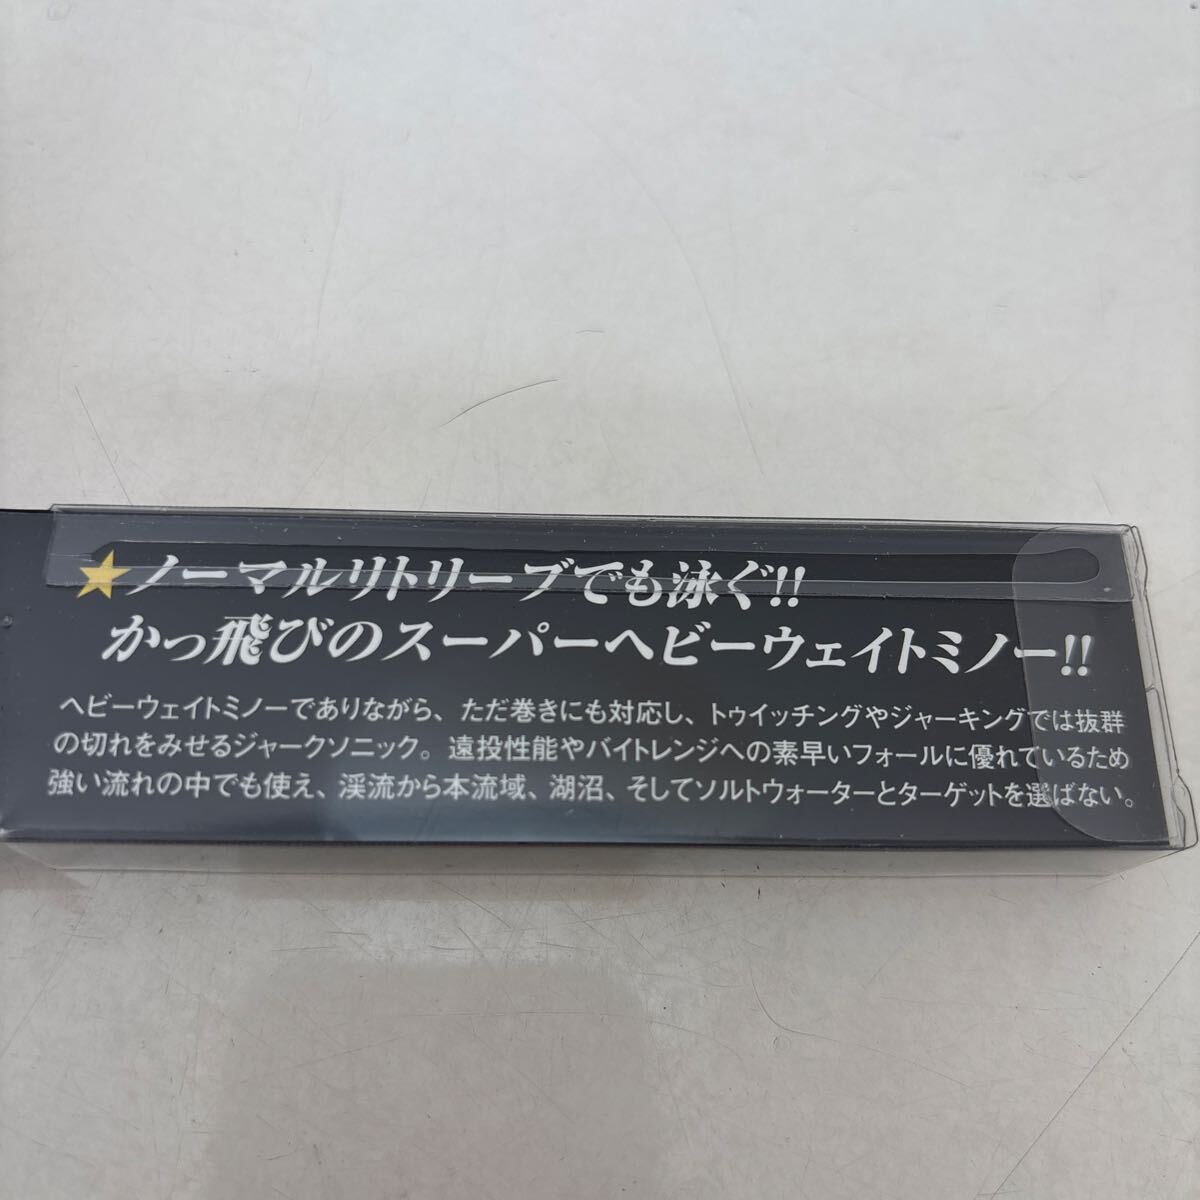 ★ノーマルリトリーブでも泳ぐ!!
かっ飛びのスーパーヘビーウェイトミノー!!
ヘビーウェイトミノーでありながら、ただ巻きにも対応し、トゥイッチングやジャーキングでは抜群
の切れをみせるジャークソニック。遠投性能やバイトレンジへの素早いフォールに優れているため
強い流れの中でも使え、渓流から本流域、湖沼、そしてソルトウォーターとターゲットを選ばない。